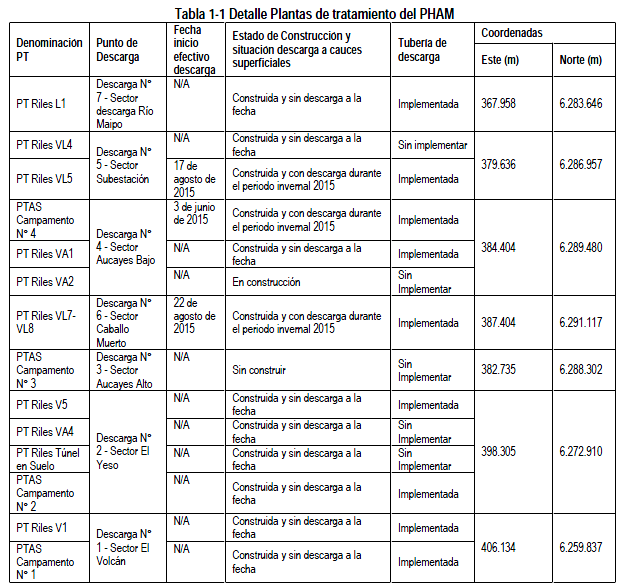 Tabla 1-1 Detalle Plantas de tratamiento del PHAM
Denominación
PT
Punto de
Descarga
Fecha
inicio
efectivo
descarga
Estado de Construcción y
situación descarga a cauces
superficiales
Tubería de
descarga
Coordenadas
Este (m)
Norte (m)
PT Riles L1
Descarga N°
7 - Sector
descarga Río
Maipo
N/A
Construida y sin descarga a la
fecha
Implementada
367.958
6.283.646
PT Riles VL4
Descarga N°
5 - Sector
Subestación
N/A
Construida y sin descarga a la
fecha
Sin implementar
379.636
6.286.957
PT Riles VL5
17 de
agosto de
2015
Construida y con descarga durante
el periodo invernal 2015
Implementada
PTAS
Campamento
N° 4
Descarga N°
4 - Sector
Aucayes Bajo
3 de junio
de 2015
Construida y con descarga durante
el periodo invernal 2015
Implementada
384.404
6.289.480
PT Riles VA1
N/A
Construida y sin descarga a la
fecha
Implementada
PT Riles VA2
N/A
En construcción
Sin
Implementar
PT Riles VL7-
VL8
Descarga N°
6 - Sector
Caballo
Muerto
22 de
agosto de
2015
Construida y con descarga durante
el periodo invernal 2015
Implementada
387.404
6.291.117
PTAS
Campamento
N° 3
Descarga N°
3 - Sector
Aucayes Alto
N/A
Sin construir
Sin
Implementar
382.735
6.288.302
PT Riles V5
Descarga N°
2 - Sector El
Yeso
N/A
Construida y sin descarga a la
fecha
Implementada
398.305
6.272.910
PT Riles VA4
N/A
Construida y sin descarga a la
fecha
Sin
Implementar
PT Riles Túnel
en Suelo
N/A
Construida y sin descarga a la
fecha
Sin
Implementar
PTAS
Campamento
N° 2
N/A
Construida y sin descarga a la
fecha
Implementada
PT Riles V1
Descarga N°
1 - Sector El
Volcán
N/A
Construida y sin descarga a la
fecha
Implementada
406.134
6.259.837
PTAS
Campamento
N° 1
N/A
Construida y sin descarga a la
fecha
Implementada